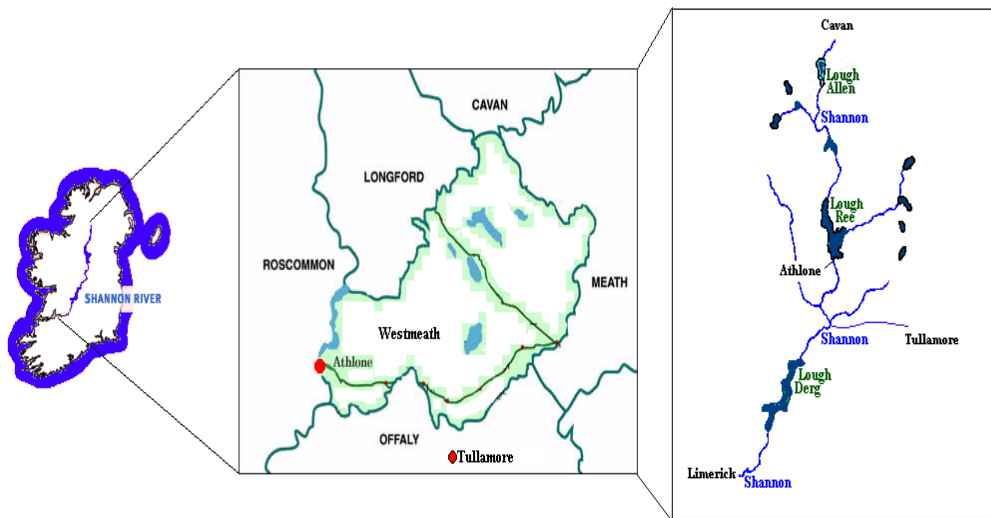 SHANNON RIVER
CAVAN
LONGFORD
ROSCOMMON
MEATH
Westmeath
Athlone
OFFALY
Tullamore
Cavan
Lough
Allen
Shannon
Lough
Ree
Athlone
Shannon
Tullamore
Lough
Derg
Limerick
Shannon